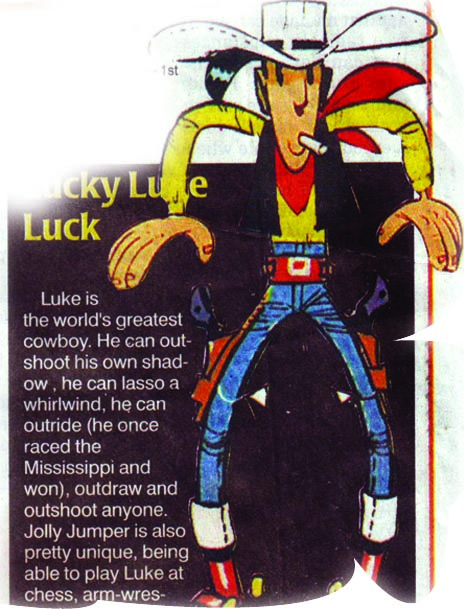 1st
Lucky Luke
Luck
Luke is
the world's greatest
cowboy. He can out-
shoot his own shad-
ow , he can lasso a
whirlwind, he can
outride (he once
raced the
Mississippi and
won), outdraw and
outshoot anyone.
Jolly Jumper is also
pretty unique, being
able to play Luke at
chess, arm-wres-